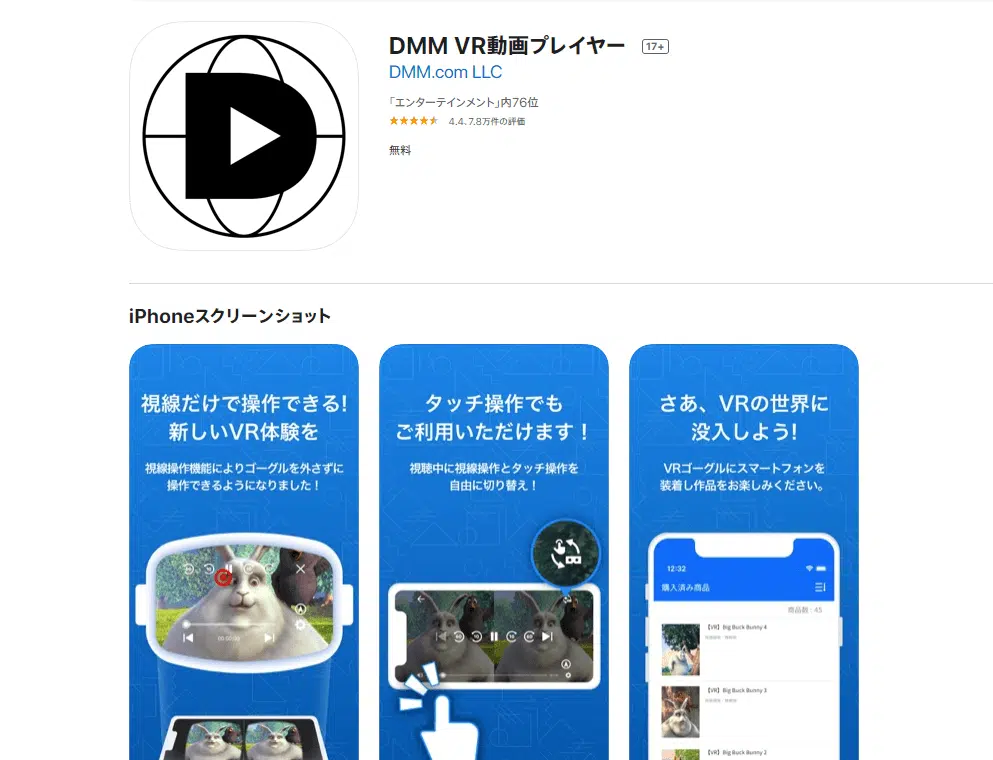 DMM VR動画プレイヤー 17+
DMM.com LLC
「エンターテインメント」内76位
★★★★⯨ 4.4、7.8万件の評価
無料
iPhoneスクリーンショット
視線だけで操作できる!
新しいVR体験を
視線操作機能によりゴーグルを外さずに
操作できるようになりました！
タッチ操作でも
ご利用いただけます！
視聴中に視線操作とタッチ操作を
自由に切り替え！
さあ、VRの世界に
没入しよう!
VRゴーグルにスマートフォンを
装着し作品をお楽しみください。
12:32
購入済み商品
商品数：45
【VR】Big Buck Bunny 4
【VR】Big Buck Bunny 3
【VR】Big Buck Bunny 2